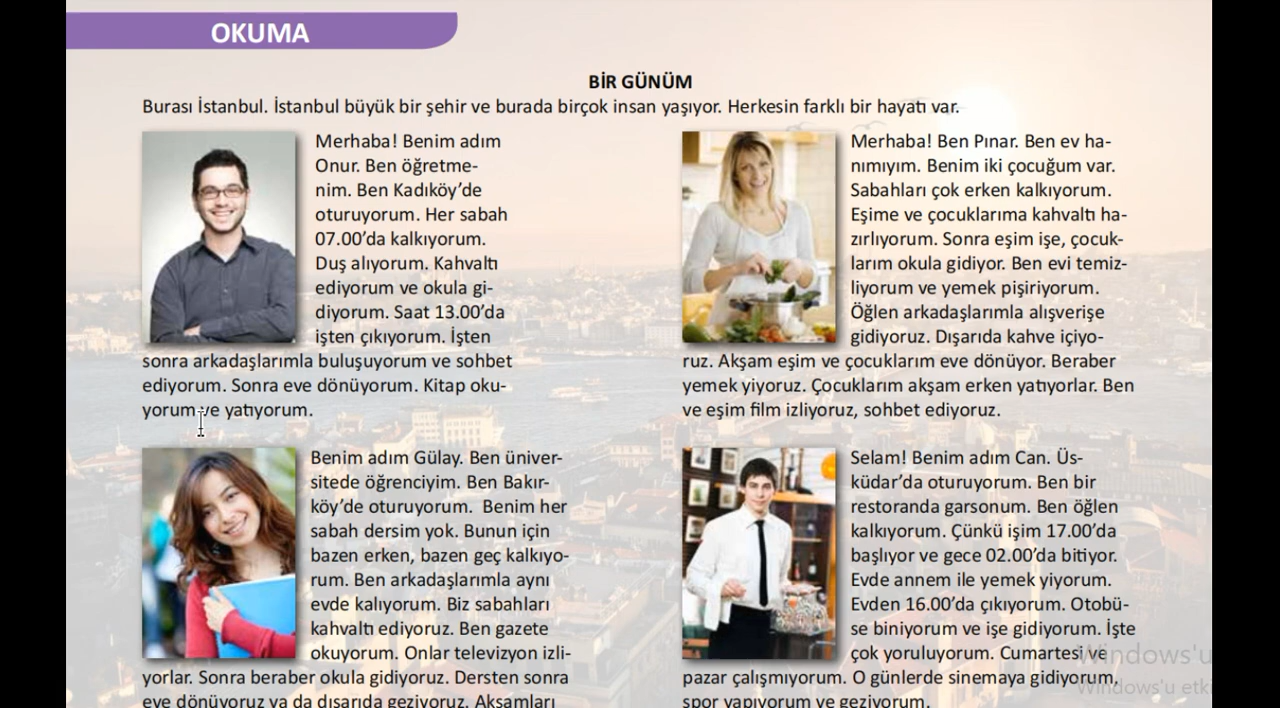 OKUMA
BİR GÜNÜM
Burası İstanbul. İstanbul büyük bir şehir ve burada birçok insan yaşıyor. Herkesin farklı bir hayatı var.
Merhaba! Benim adım
Onur. Ben öğretme-
nim. Ben Kadıköy’de
oturuyorum. Her sabah
07.00’da kalkıyorum.
Duş alıyorum. Kahvaltı
ediyorum ve okula gi-
diyorum. Saat 13.00’da
işten çıkıyorum. İşten
sonra arkadaşlarımla buluşuyorum ve sohbet
ediyorum. Sonra eve dönüyorum. Kitap oku-
yorum ve yatıyorum.
Merhaba! Ben Pınar. Ben ev ha-
nımıyım. Benim iki çocuğum var.
Sabahları çok erken kalkıyorum.
Eşime ve çocuklarıma kahvaltı ha-
zırlıyorum. Sonra eşim işe, çocuk-
larım okula gidiyor. Ben evi temiz-
liyorum ve yemek pişiriyorum.
Öğlen arkadaşlarımla alışverişe
gidiyoruz. Dışarıda kahve içiyo-
ruz. Akşam eşim ve çocuklarım eve dönüyor. Beraber
yemek yiyoruz. Çocuklarım akşam erken yatıyorlar. Ben
ve eşim film izliyoruz, sohbet ediyoruz.
Benim adım Gülay. Ben üniver-
sitede öğrenciyim. Ben Bakır-
köy’de oturuyorum. Benim her
sabah dersim yok. Bunun için
bazen erken, bazen geç kalkıyo-
rum. Ben arkadaşlarımla aynı
evde kalıyorum. Biz sabahları
kahvaltı ediyoruz. Ben gazete
okuyorum. Onlar televizyon izli-
yorlar. Sonra beraber okula gidiyoruz. Dersten sonra
eve dönüyoruz ya da dışarıda geziyoruz. Akşamları
Selam! Benim adım Can. Üs-
küdar’da oturuyorum. Ben bir
restoranda garsonum. Ben öğlen
kalkıyorum. Çünkü işim 17.00’da
başlıyor ve gece 02.00’da bitiyor.
Evde annem ile yemek yiyorum.
Evden 16.00’da çıkıyorum. Otobü-
se biniyorum ve işe gidiyorum. İşte
çok yoruluyorum. Cumartesi ve
pazar çalışmıyorum. O günlerde sinemaya gidiyorum,
spor yapıyorum ve geziyorum.
Windows'u
Windows'u etki